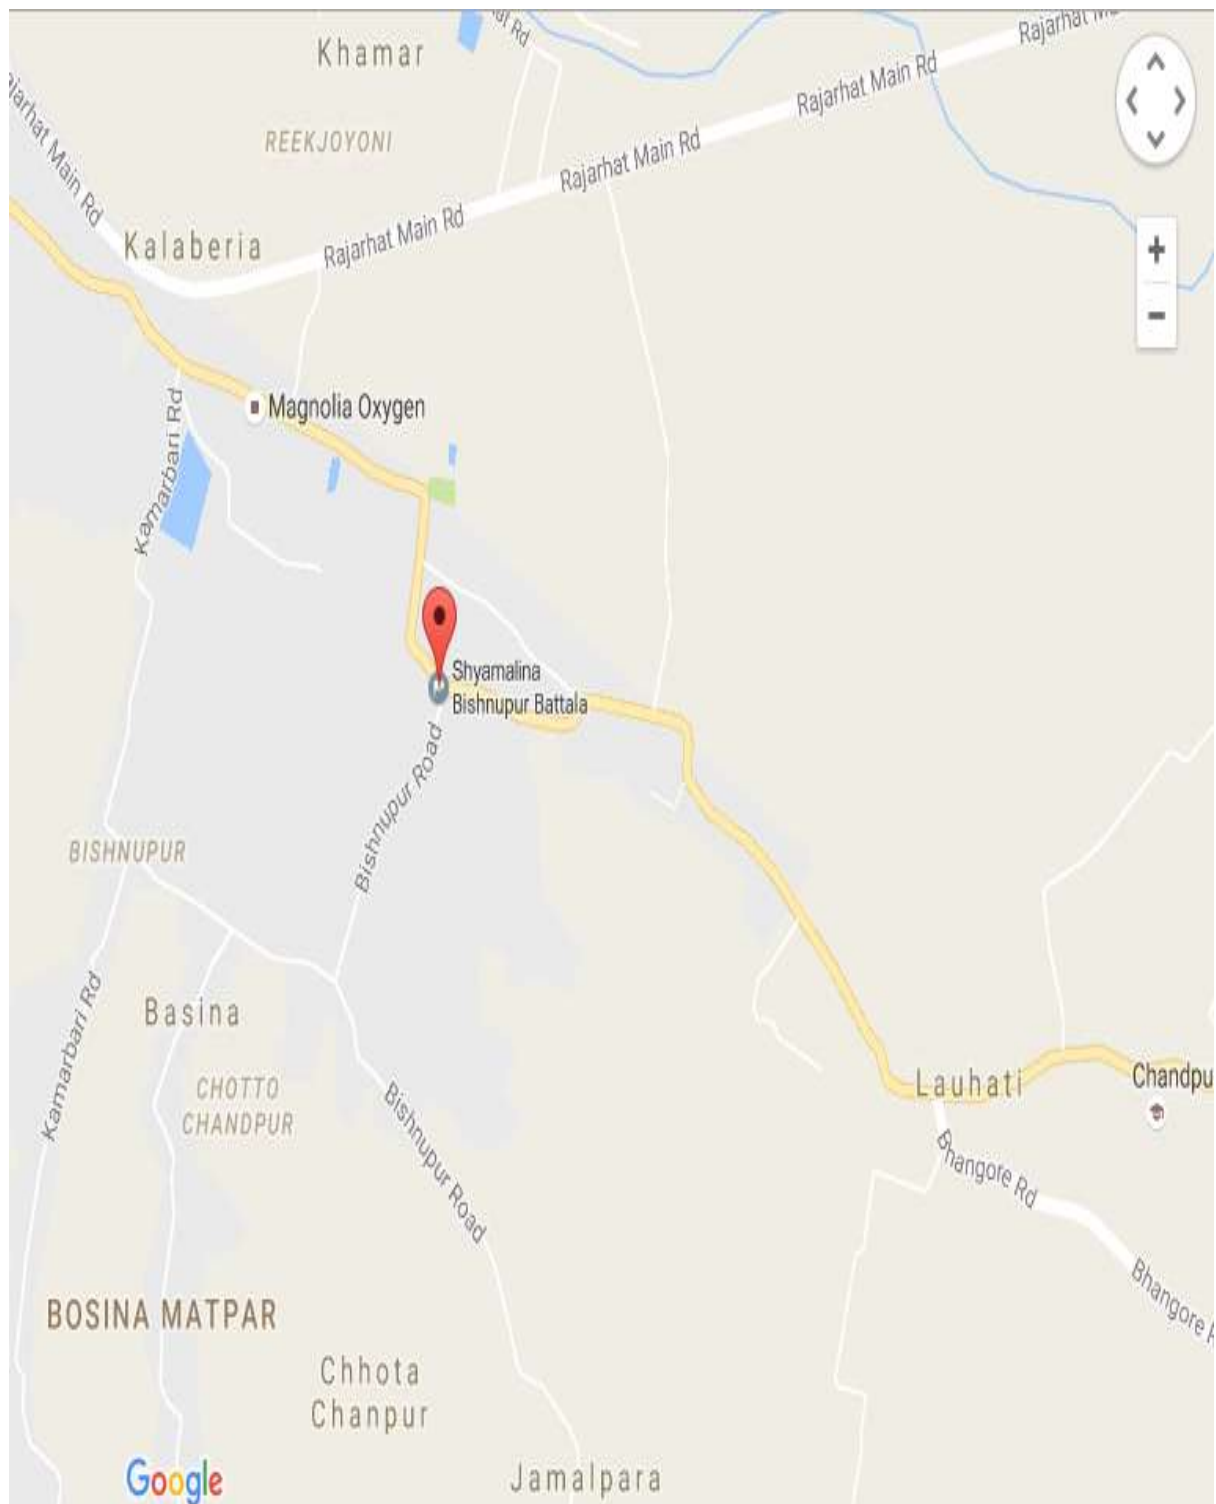 Rajarhat M
Khamar
Rajarhat Main Rd
REEKJOYONI
Rajarhat Main Rd
Rajarhat Main Rd
Kalaberia
Rajarhat Main Rd
+
-
Magnolia Oxygen
Kamarbari Rd
Shyamalina
Bishnupur Battala
Bishnupur Road
BISHNUPUR
Basina
Kamarbari Rd
CHOTTO
CHANDPUR
Lauhati
Chandpu
Bishnupur Road
Bhangore Rd
Bhangore R
BOSINA MATPAR
Chhota
Chanpur
Google
Jamalpara